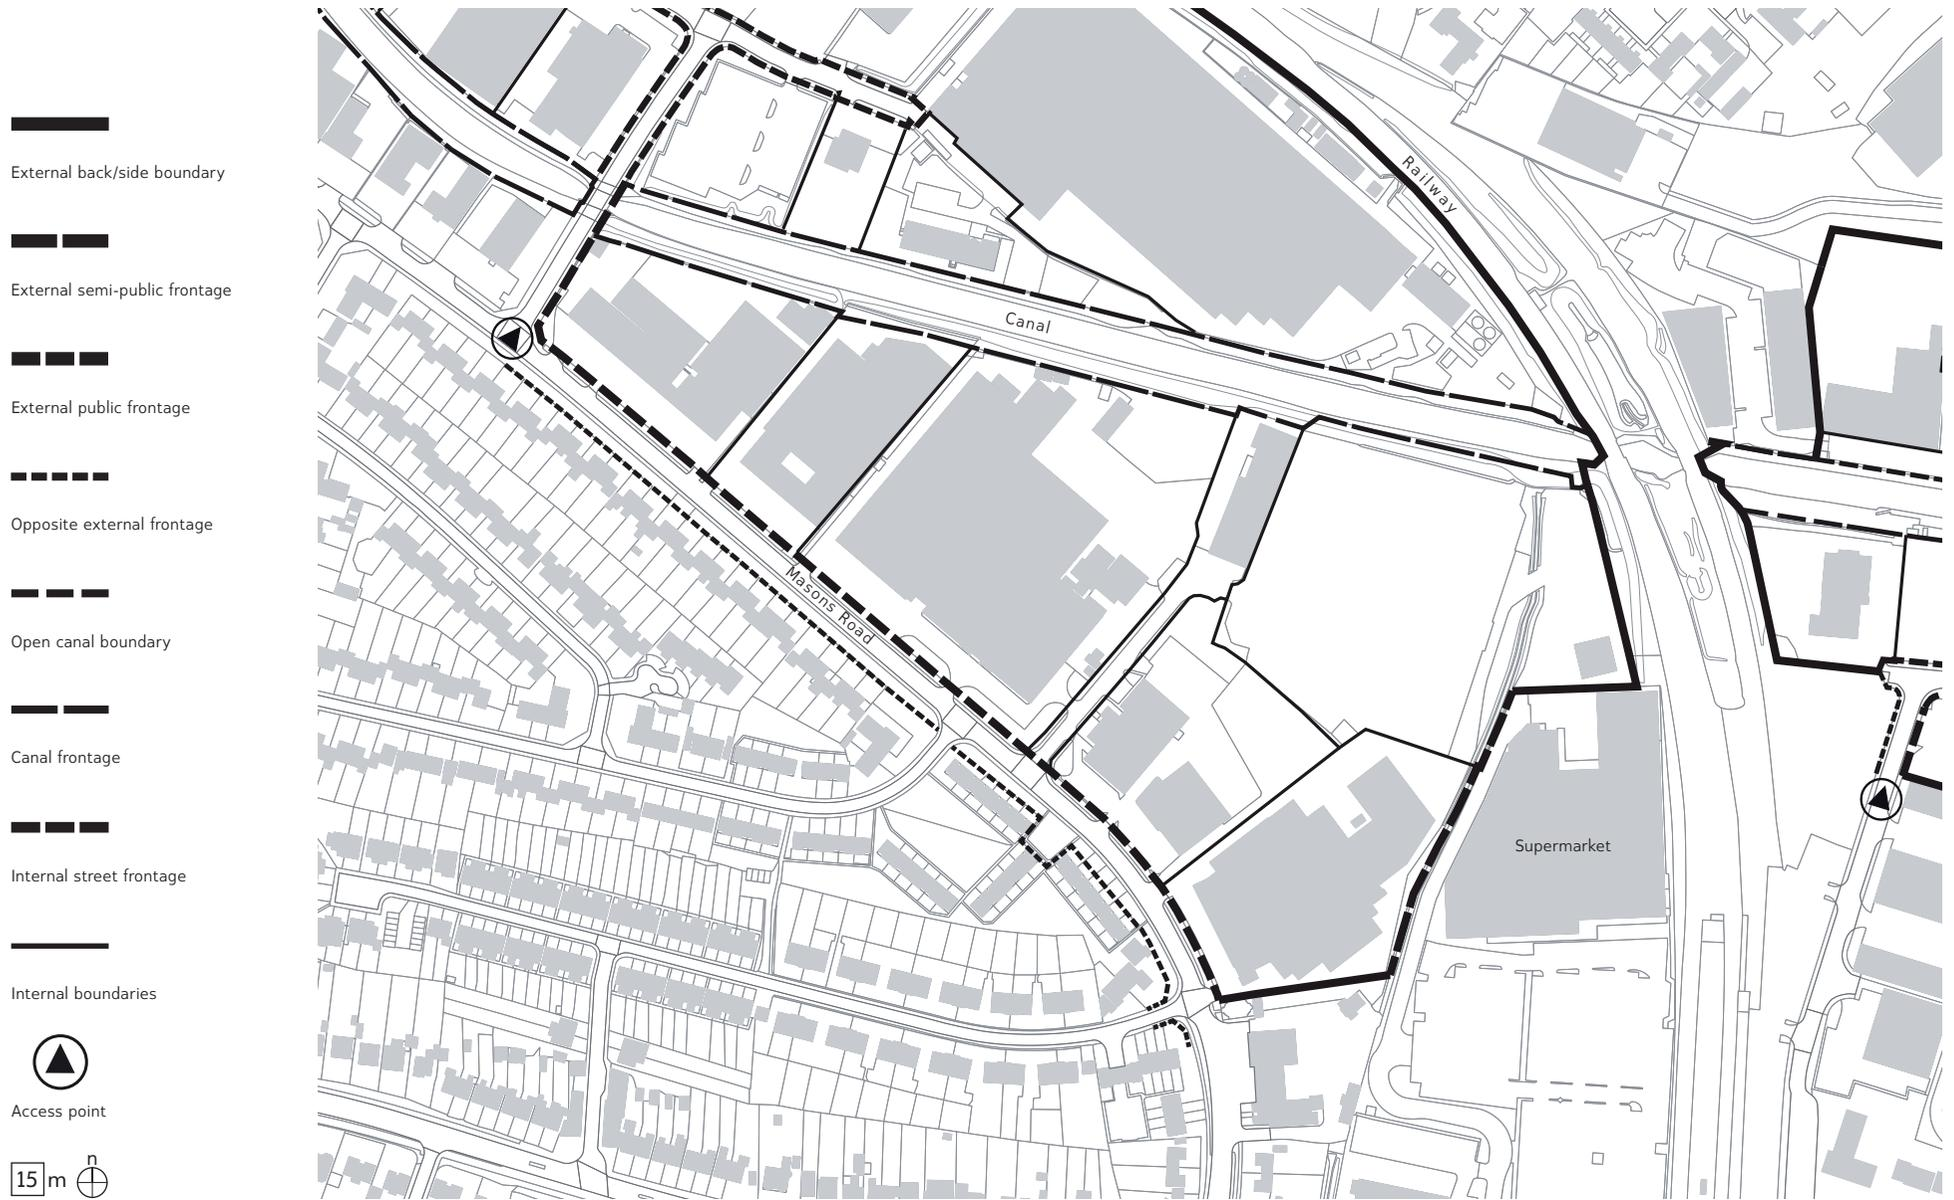 External back/side boundary
External semi-public frontage
External public frontage
Opposite external frontage
Open canal boundary
Canal frontage
Internal street frontage
Internal boundaries
Access point
15 m n
Railway
Canal
Masons Road
Supermarket